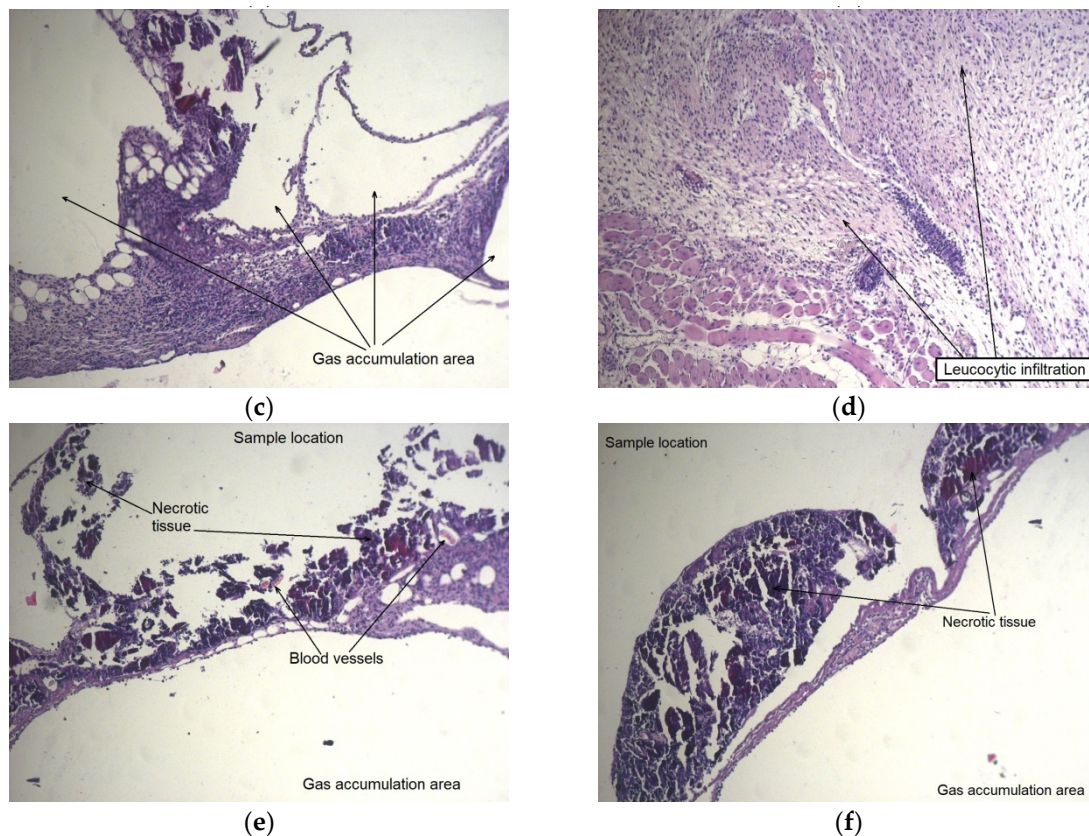 Gas accumulation area
Leucocytic infiltration
(c)
(d)
Sample location
Necrotic
tissue
Blood vessels
Gas accumulation area
Sample location
Necrotic tissue
Gas accumulation area
(e)
(f)